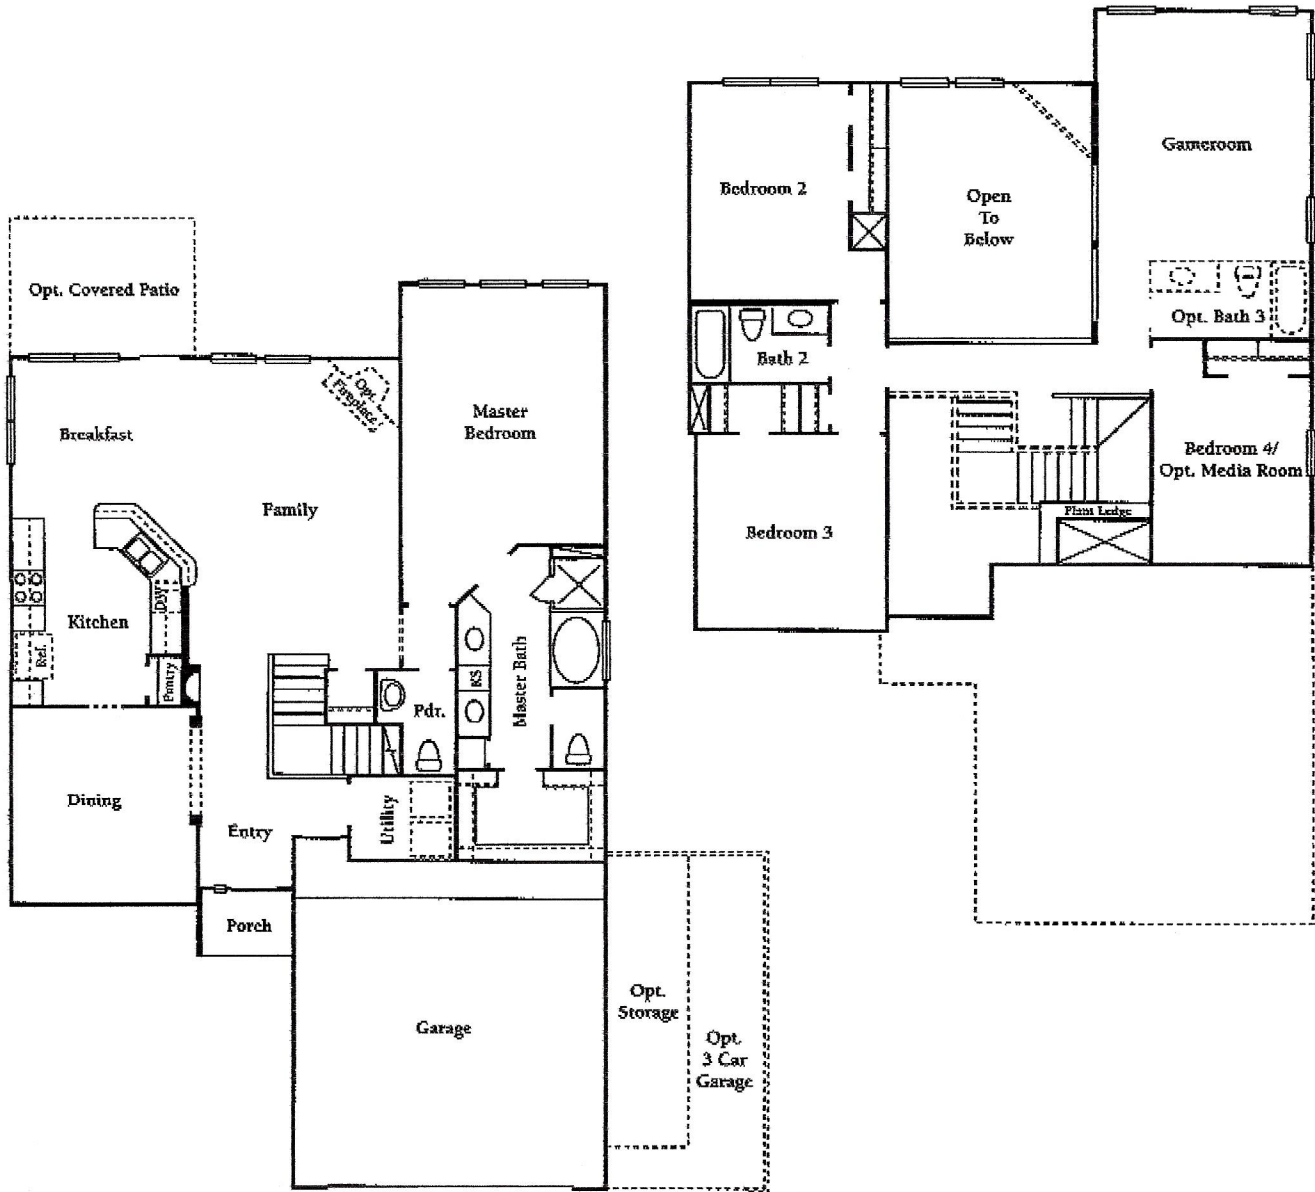 Opt. Covered Patio
Opt.
Fireplace
Breakfast
Master
Bedroom
Family
Kitchen
DW
Ref.
Pantry
Master Bath
KS
Pdr.
Dining
Entry
Utility
Porch
Garage
Opt.
Storage
Opt.
3 Car
Garage
Bedroom 2
Open
To
Below
Gameroom
Opt. Bath 3
Bath 2
Bedroom 3
Bedroom 4/
Opt. Media Room
Plant Ledge